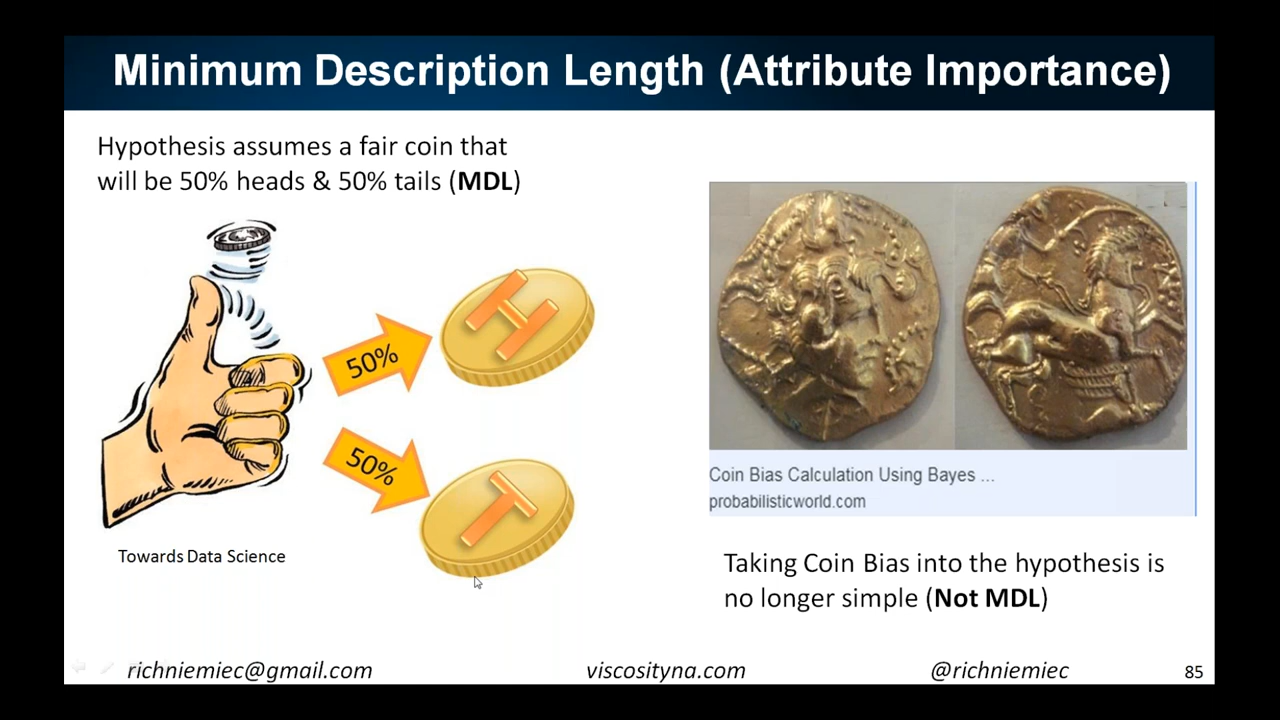 Minimum Description Length (Attribute Importance)
Hypothesis assumes a fair coin that
will be 50% heads & 50% tails (MDL)
50%
H
50%
T
Towards Data Science
Coin Bias Calculation Using Bayes ...
probabilisticworld.com
Taking Coin Bias into the hypothesis is
no longer simple (Not MDL)
richniemiec@gmail.com
viscosityna.com
@richniemiec
85